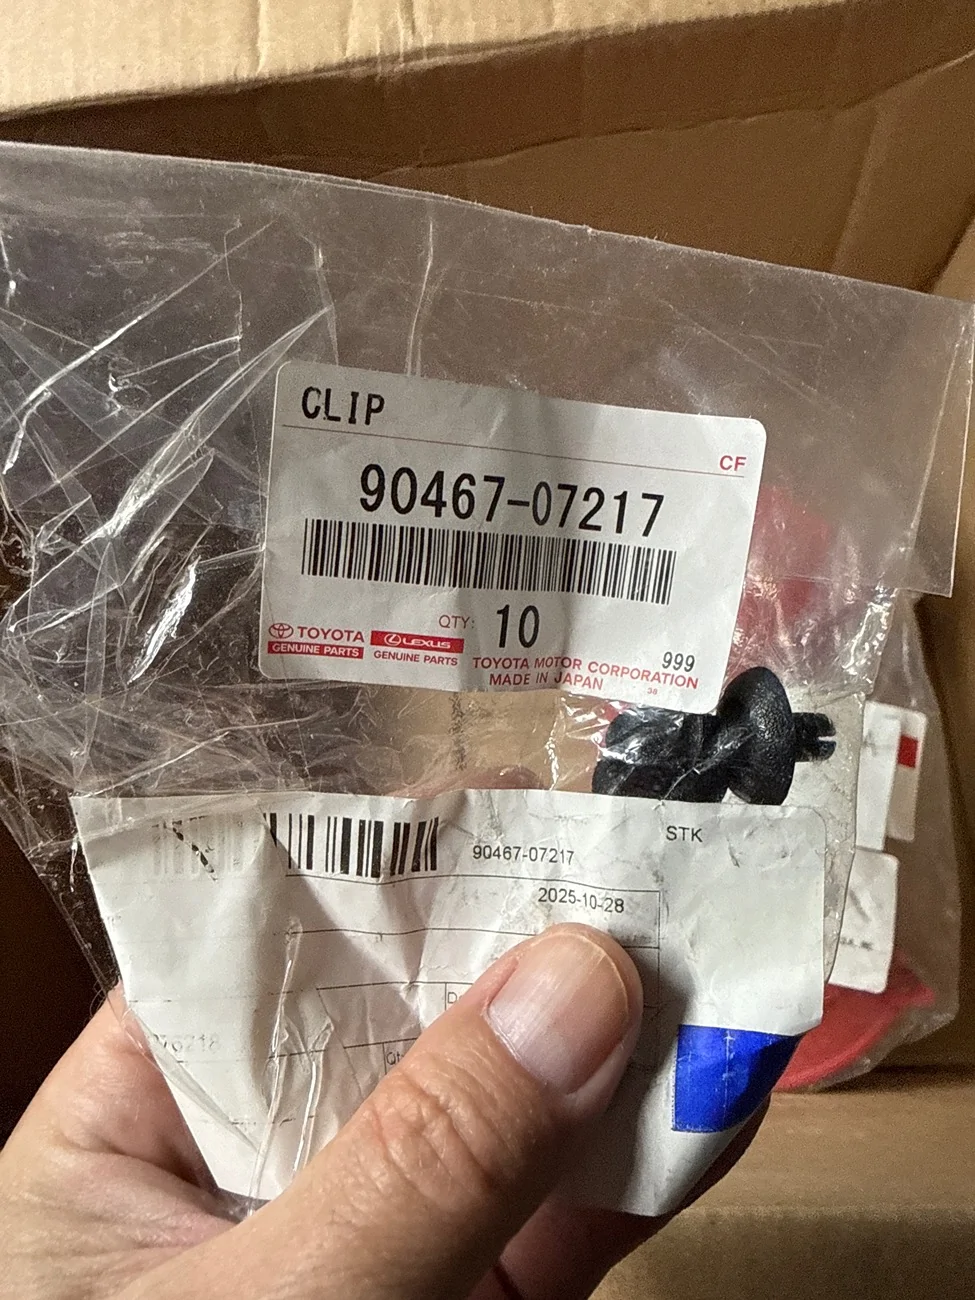 CLIP
CF
90467-07217
QTY: 10
TOYOTA
GENUINE PARTS
LEXUS
GENUINE PARTS
999
TOYOTA MOTOR CORPORATION
MADE IN JAPAN
38
STK
90467-07217
2025-10-28
76218